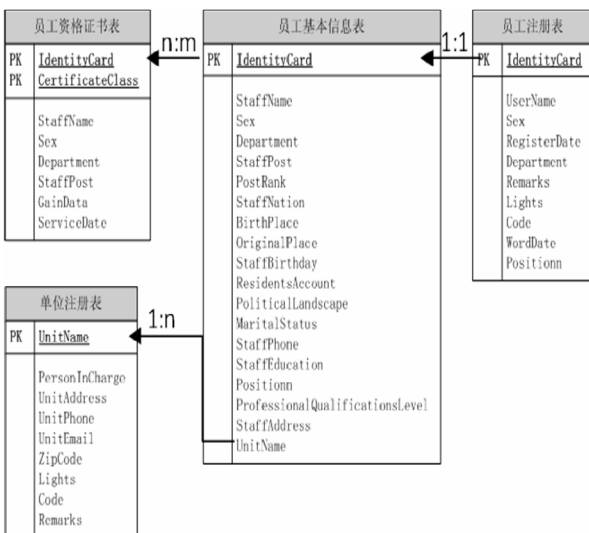 员工资格证书表
PK IdentityCard
PK CertificateClass
StaffName
Sex
Department
StaffPost
GainData
ServiceDate
n:m
员工基本信息表
PK IdentityCard
StaffName
Sex
Department
StaffPost
PostRank
StaffNation
BirthPlace
OriginalPlace
StaffBirthday
ResidentsAccount
PoliticalLandscape
MaritalStatus
StaffPhone
StaffEducation
Positionn
ProfessionalQualificationsLevel
StaffAddress
UnitName
1:1
员工注册表
PK IdentityCard
UserName
Sex
RegisterDate
Department
Remarks
Lights
Code
WordDate
Positionn
单位注册表
PK UnitName
PersonInCharge
UnitAddress
UnitPhone
UnitEmail
ZipCode
Lights
Code
Remarks
1:n